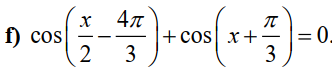 f) cos(x/2 − 4π/3) + cos(x + π/3) = 0.